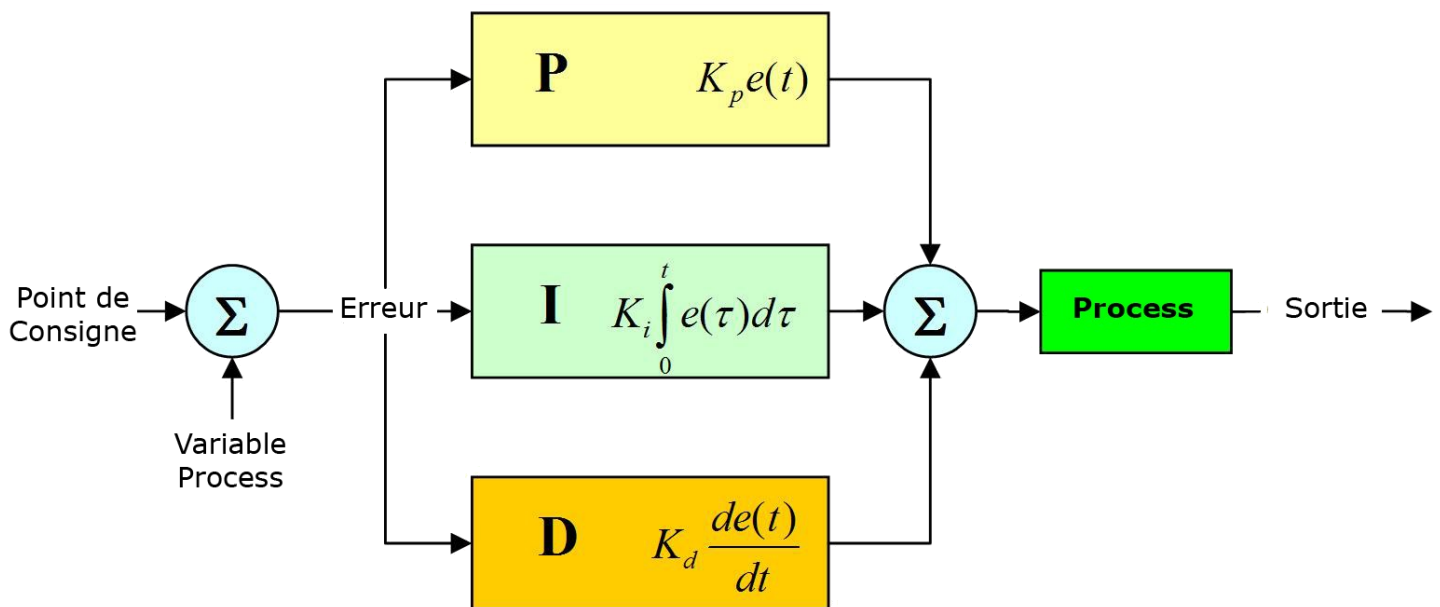 P K_p e(t)
Point de
Consigne
Σ
Erreur
I K_i ∫_0^t e(τ)dτ
Σ
Process
Sortie
Variable
Process
D K_d de(t)/dt